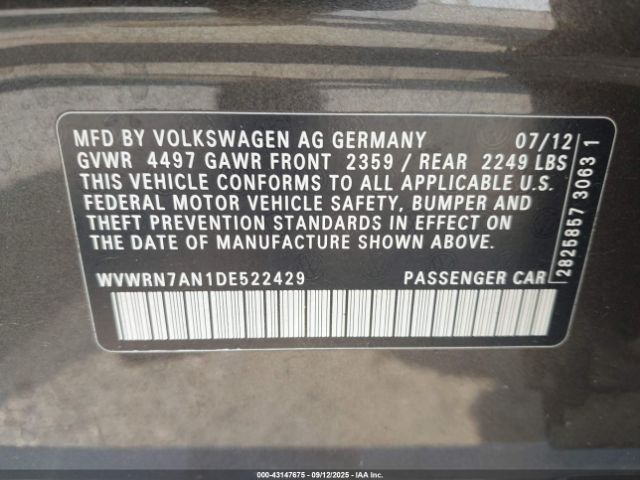 MFD BY VOLKSWAGEN AG GERMANY 07/12
GVWR 4497 GAWR FRONT 2359 / REAR 2249 LBS
THIS VEHICLE CONFORMS TO ALL APPLICABLE U.S.
FEDERAL MOTOR VEHICLE SAFETY, BUMPER AND
THEFT PREVENTION STANDARDS IN EFFECT ON
THE DATE OF MANUFACTURE SHOWN ABOVE.
WVWRN7AN1DE522429 PASSENGER CAR
2825857 3063 1
000-43147675 - 09/12/2025 - IAA Inc.